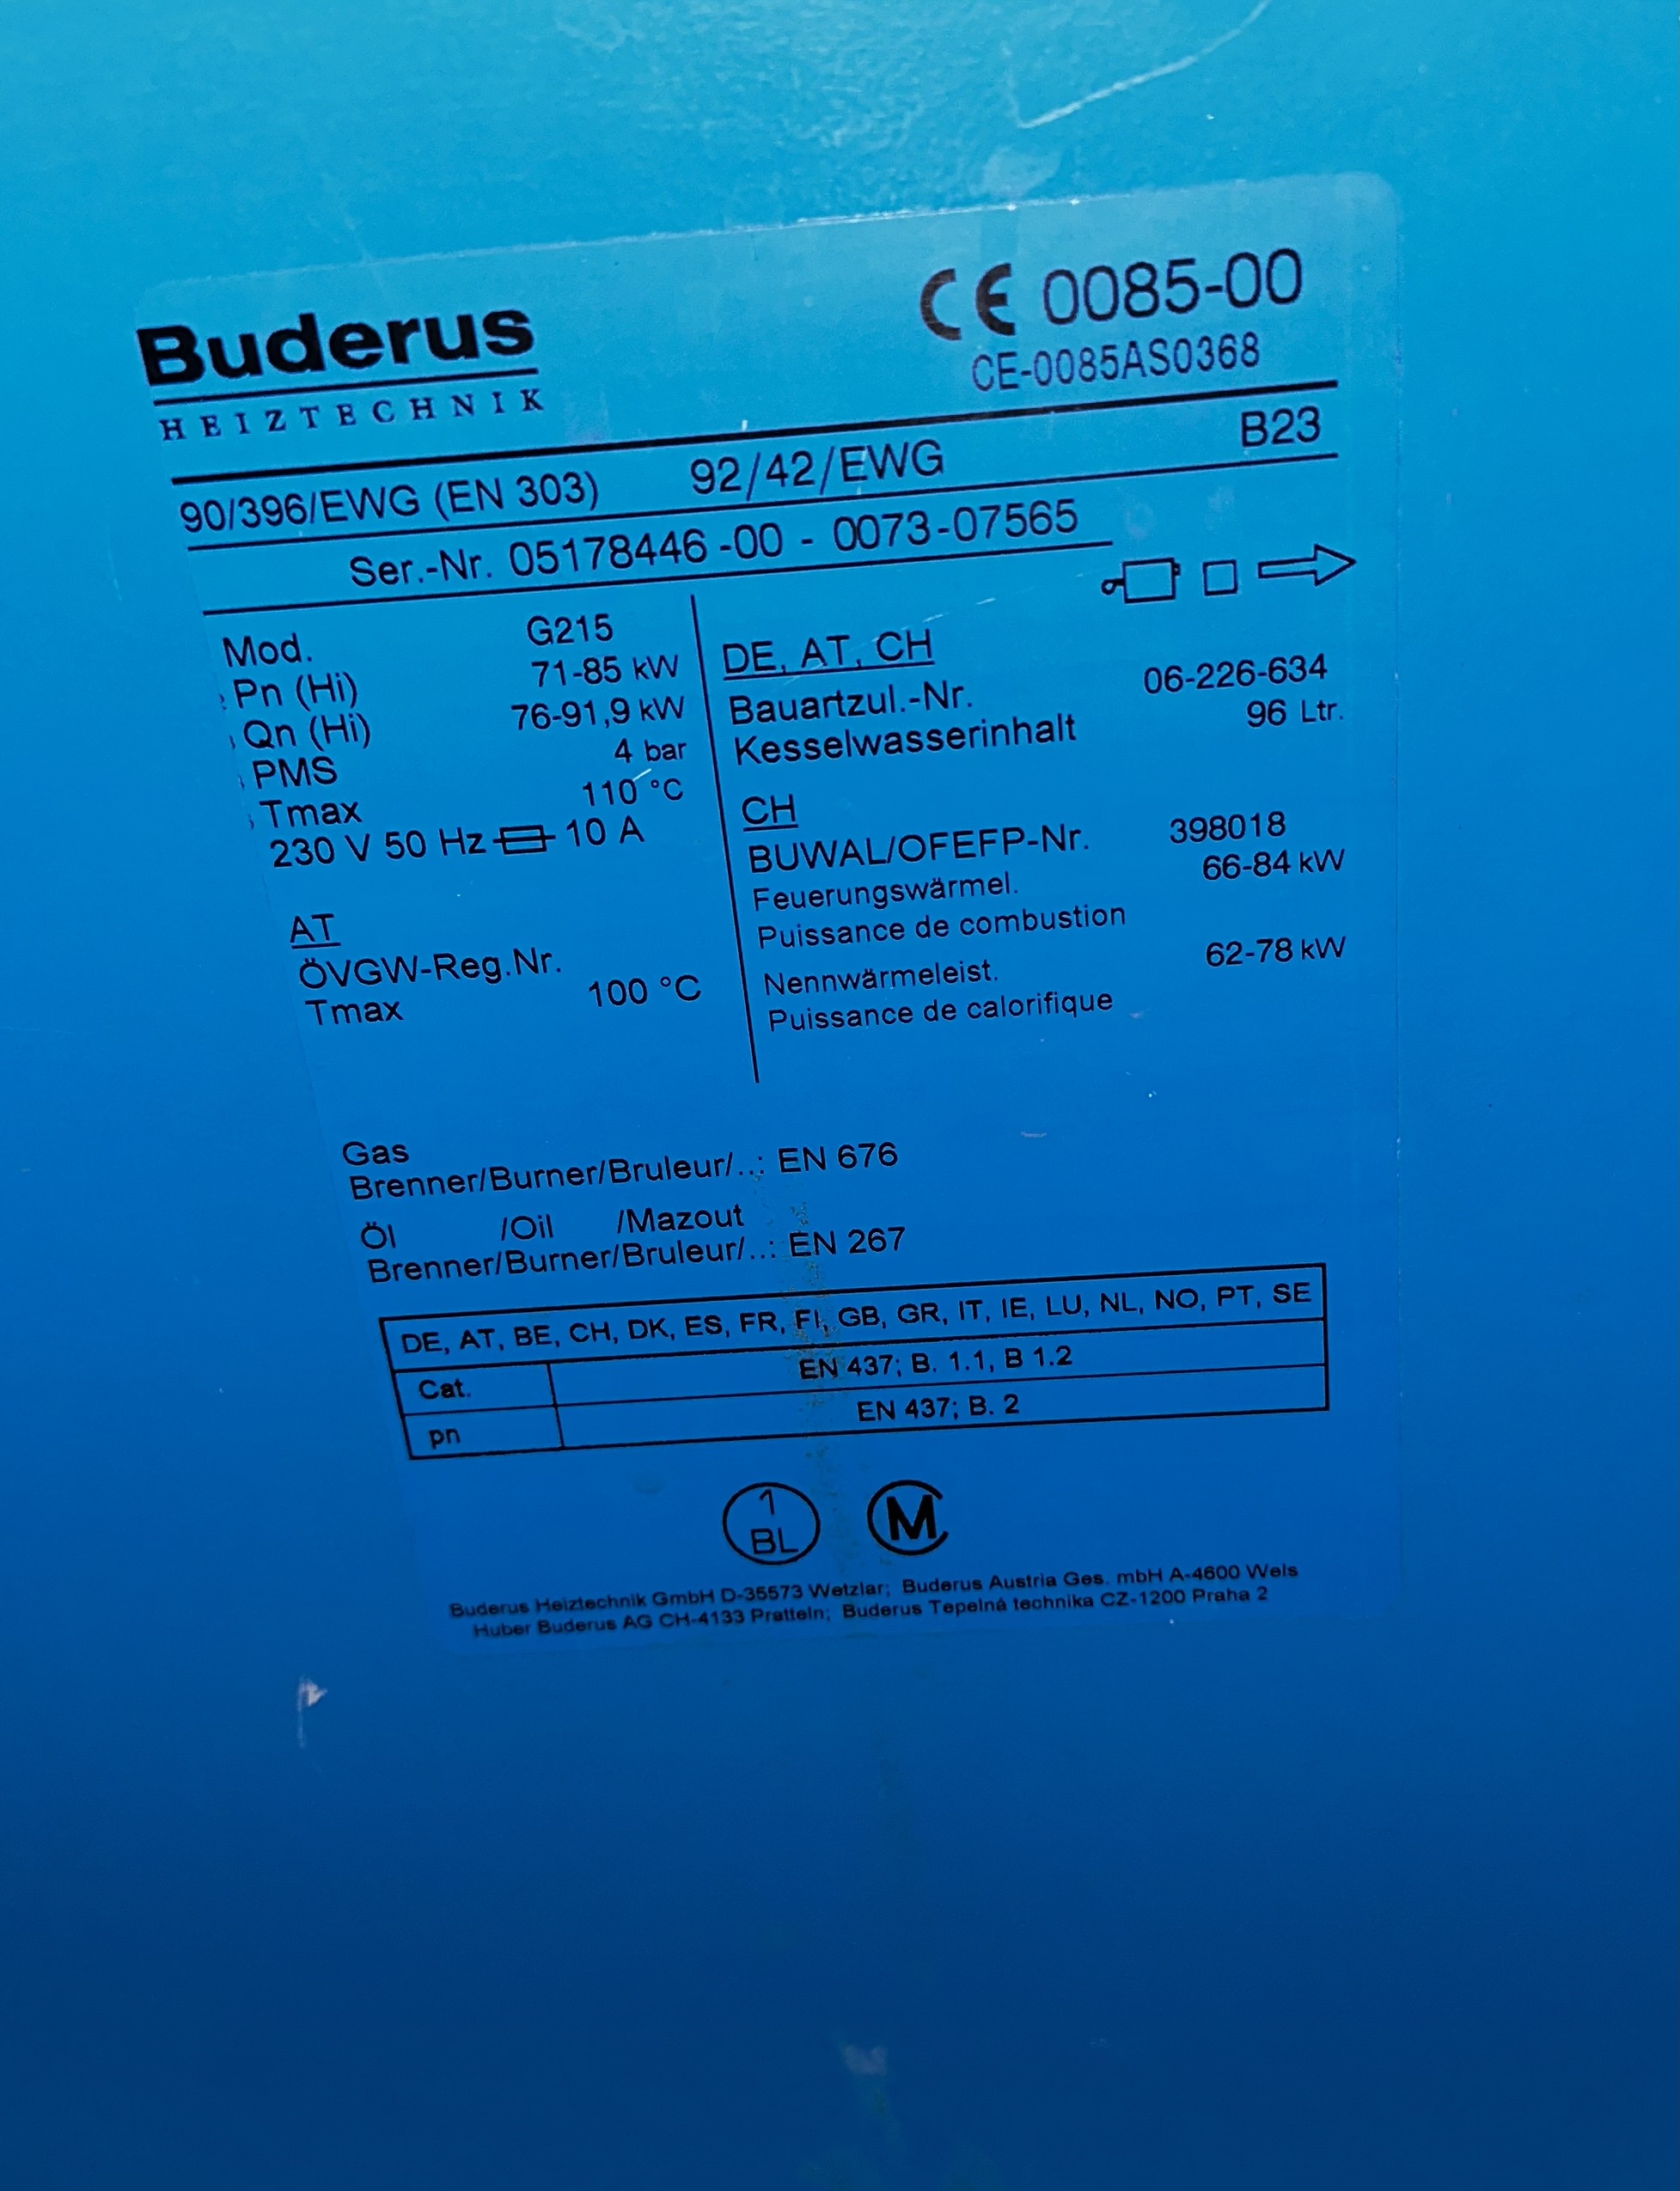 Buderus
HEIZTECHNIK
CE 0085-00
CE-0085AS0368
90/396/EWG (EN 303) 92/42/EWG B23
Ser.-Nr. 05178446 -00 - 0073-07565
Mod. G215
Pn (Hi) 71-85 kW
Qn (Hi) 76-91,9 kW
PMS 4 bar
Tmax 110 °C
230 V 50 Hz 10 A
AT
ÖVGW-Reg.Nr.
Tmax 100 °C
DE, AT, CH
Bauartzul.-Nr. 06-226-634
Kesselwasserinhalt 96 Ltr.
CH
BUWAL/OFEFP-Nr. 398018
Feuerungswärmel. 66-84 kW
Puissance de combustion
Nennwärmeleist. 62-78 kW
Puissance de calorifique
Gas
Brenner/Burner/Bruleur/..: EN 676
Öl /Oil /Mazout
Brenner/Burner/Bruleur/..: EN 267
DE, AT, BE, CH, DK, ES, FR, FI, GB, GR, IT, IE, LU, NL, NO, PT, SE
Cat. EN 437; B. 1.1, B 1.2
pn EN 437; B. 2
1
BL
M
Buderus Heiztechnik GmbH D-35573 Wetzlar; Buderus Austria Ges. mbH A-4600 Wels
Huber Buderus AG CH-4133 Pratteln; Buderus Tepelná technika CZ-1200 Praha 2